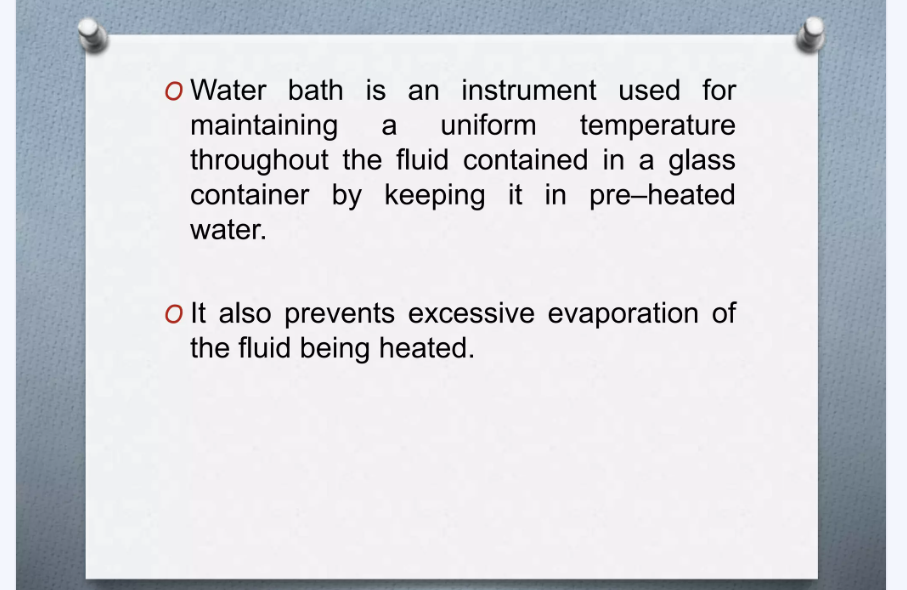 O Water bath is an instrument used for
maintaining a uniform temperature
throughout the fluid contained in a glass
container by keeping it in pre–heated
water.
O It also prevents excessive evaporation of
the fluid being heated.